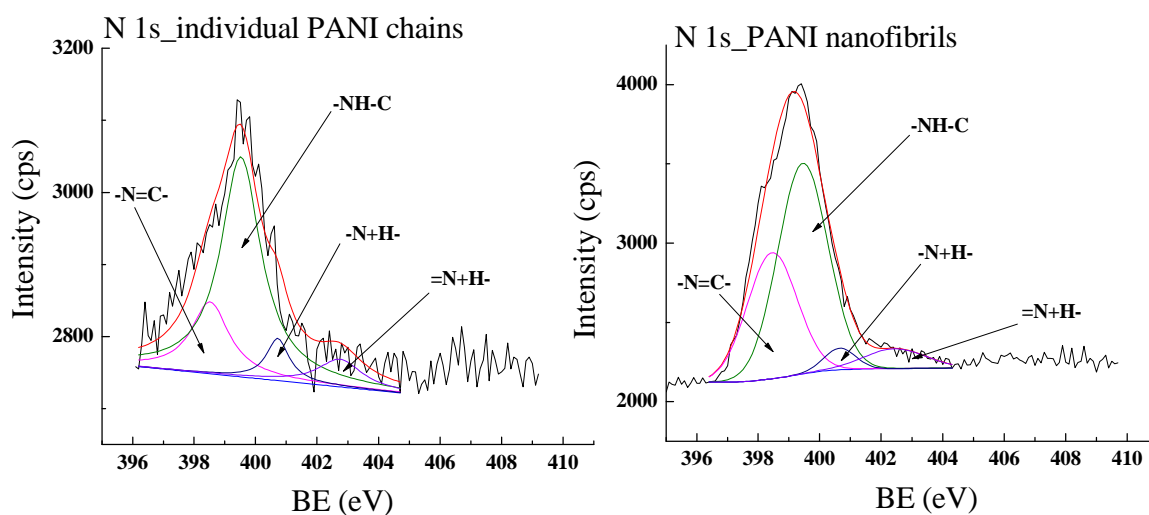 N 1s_individual PANI chains
3200
3000
2800
Intensity (cps)
-NH-C
-N=C-
-N+H-
=N+H-
396 398 400 402 404 406 408 410
BE (eV)
N 1s_PANI nanofibrils
4000
3000
2000
Intensity (cps)
-NH-C
-N+H-
-N=C-
=N+H-
396 398 400 402 404 406 408 410
BE (eV)